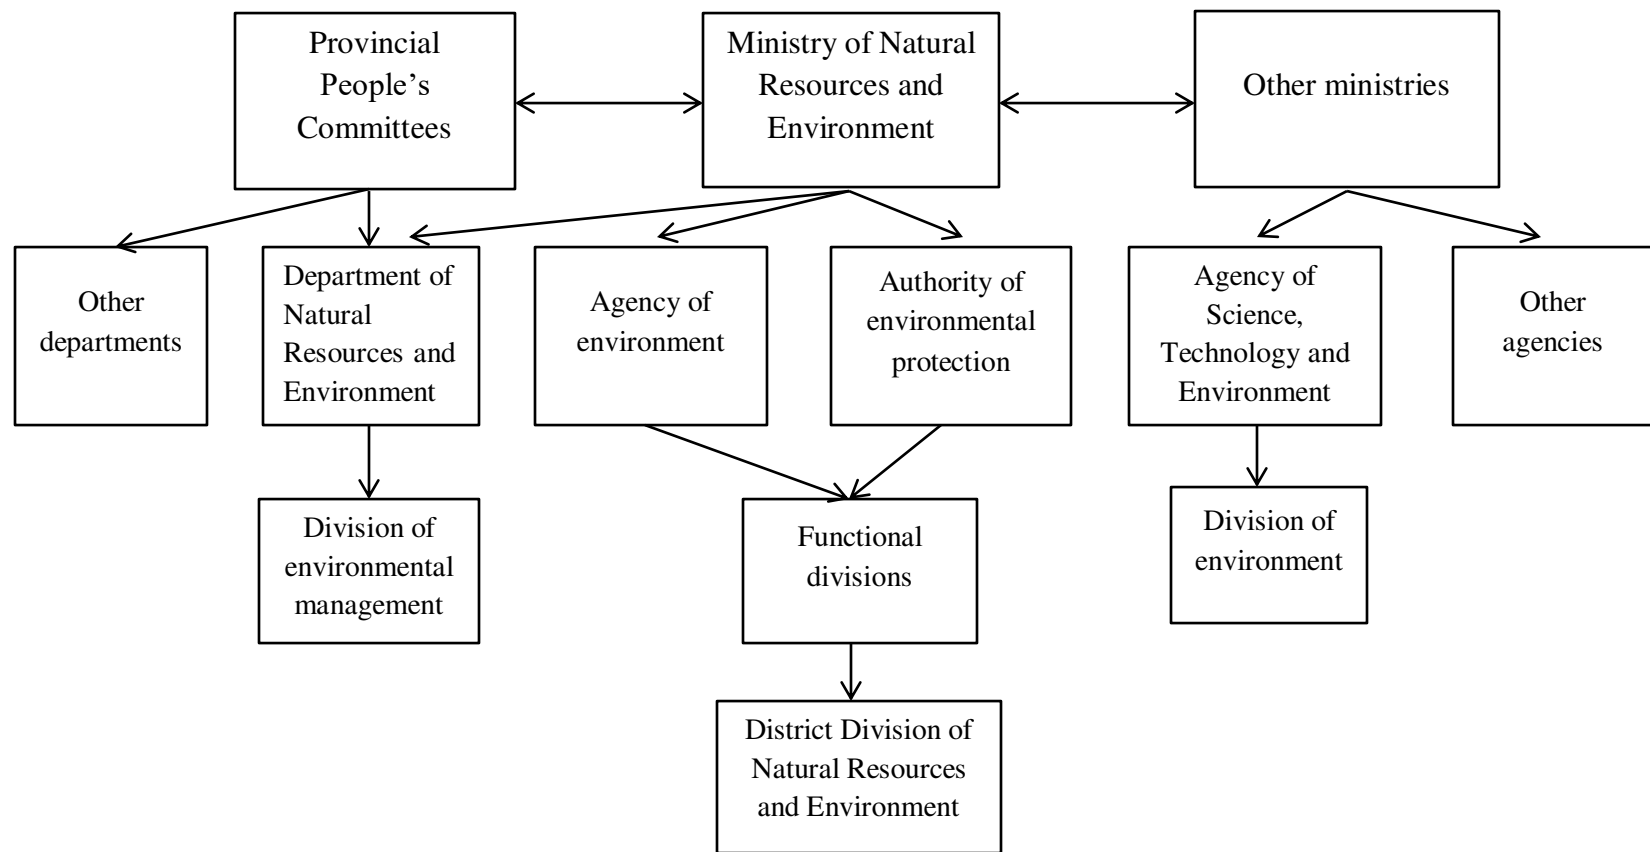 Provincial
People’s
Committees
Ministry of Natural
Resources and
Environment
Other ministries
Other
departments
Department of
Natural
Resources and
Environment
Agency of
environment
Authority of
environmental
protection
Agency of
Science,
Technology and
Environment
Other
agencies
Division of
environmental
management
Functional
divisions
Division of
environment
District Division of
Natural Resources
and Environment